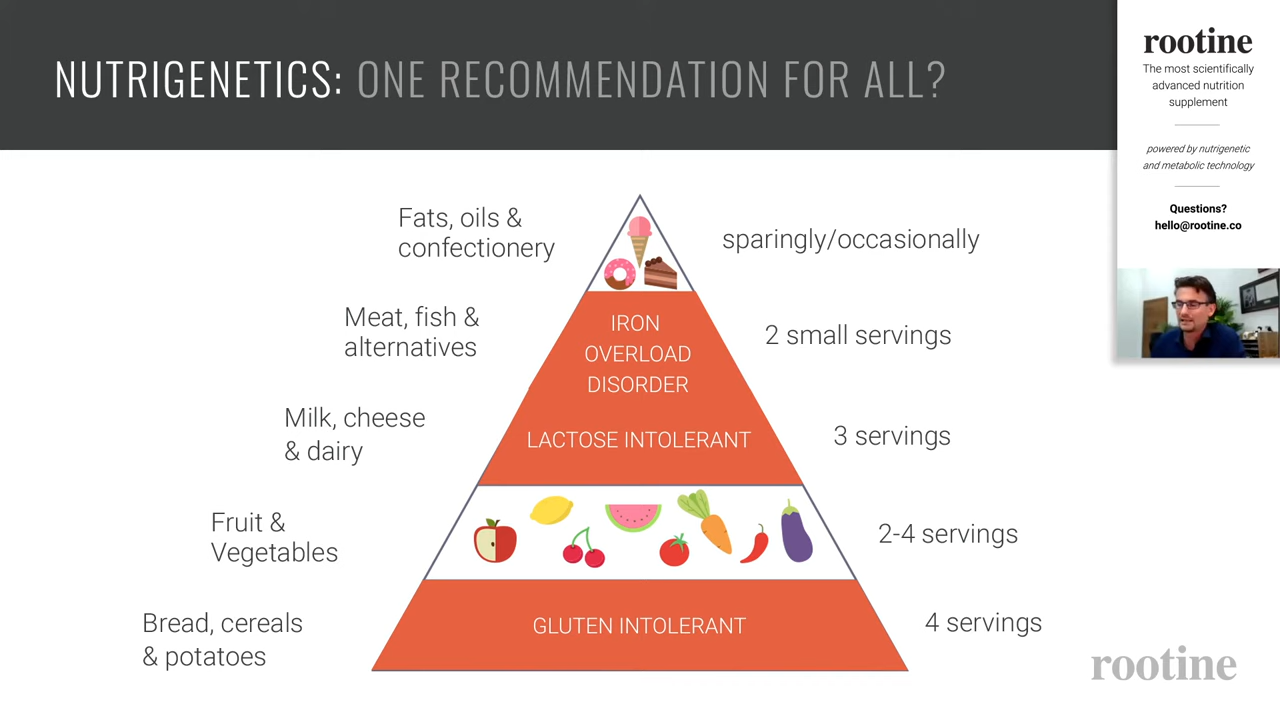 NUTRIGENETICS: ONE RECOMMENDATION FOR ALL?
rootine
The most scientifically
advanced nutrition
supplement
powered by nutrigenetic
and metabolic technology
Questions?
hello@rootine.co
Fats, oils &
confectionery
sparingly/occasionally
Meat, fish &
alternatives
IRON
OVERLOAD
DISORDER
2 small servings
Milk, cheese
& dairy
LACTOSE INTOLERANT
3 servings
Fruit &
Vegetables
2-4 servings
Bread, cereals
& potatoes
GLUTEN INTOLERANT
4 servings
rootine